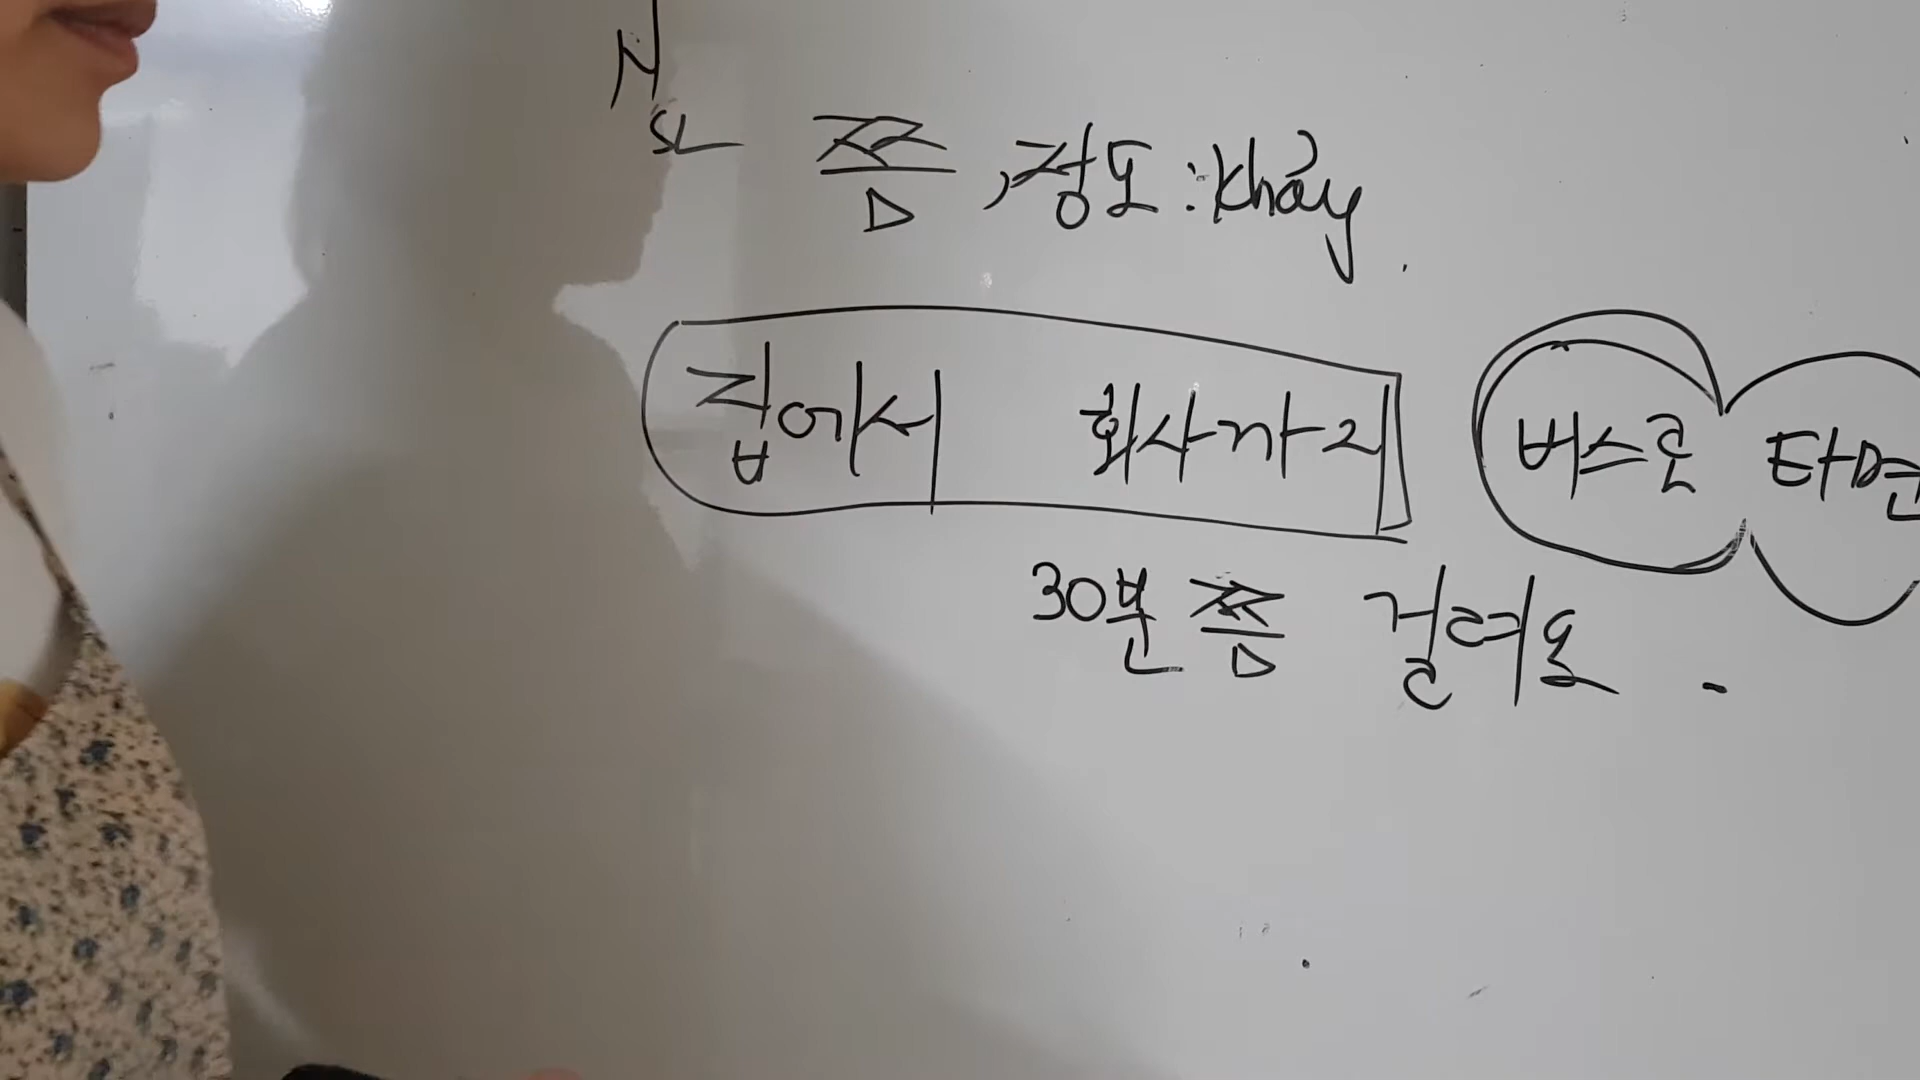 N
SL 쯤, 정도 : khảy
집에서 회사까지 버스로 타면
30분 쯤 걸려요.